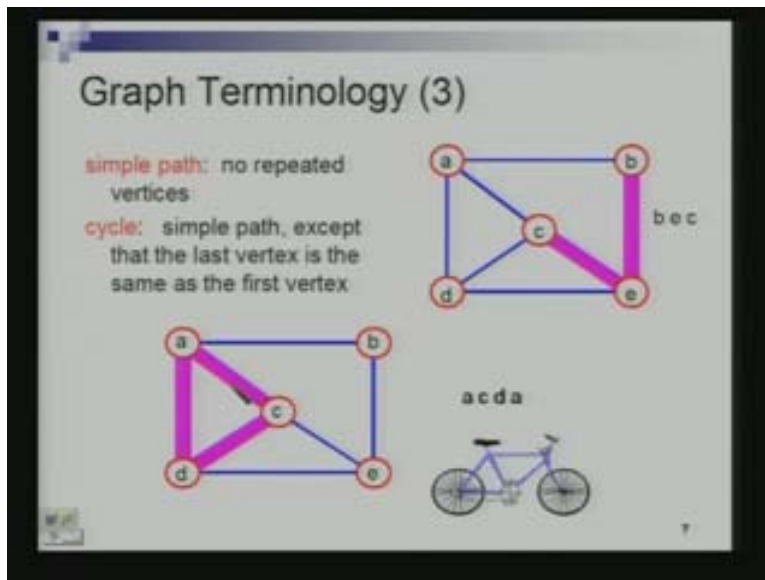 Graph Terminology (3)
simple path: no repeated
vertices
cycle: simple path, except
that the last vertex is the
same as the first vertex
a
b
c
d
e
b e c
a
b
c
d
e
a c d a
7